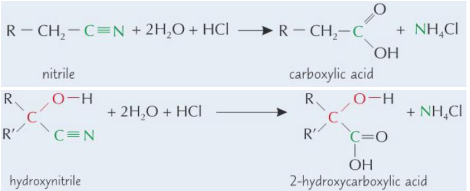 R — CH₂ — C≡N + 2H₂O + HCl ⟶ R — CH₂ — C
O
OH
+ NH₄Cl
nitrile
carboxylic acid
R
O — H
C
R'
C≡N
+ 2H₂O + HCl ⟶
R
O — H
C
R'
C=O
OH
+ NH₄Cl
hydroxynitrile
2-hydroxycarboxylic acid